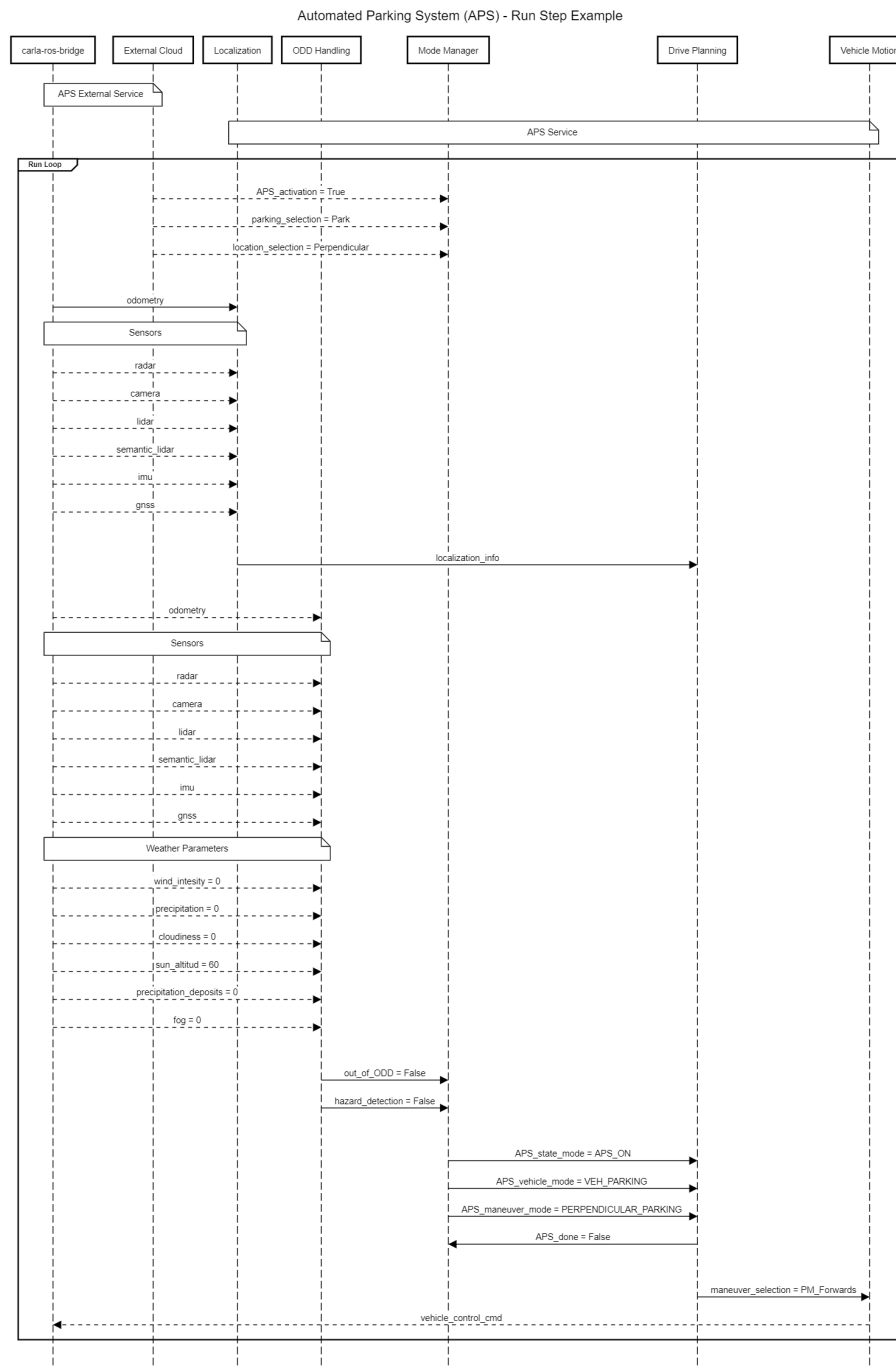 Automated Parking System (APS) - Run Step Example
carla-ros-bridge
External Cloud
Localization
ODD Handling
Mode Manager
Drive Planning
Vehicle Motion
APS External Service
APS Service
Run Loop
APS_activation = True
parking_selection = Park
location_selection = Perpendicular
odometry
Sensors
radar
camera
lidar
semantic_lidar
imu
gnss
localization_info
odometry
Sensors
radar
camera
lidar
semantic_lidar
imu
gnss
Weather Parameters
wind_intesity = 0
precipitation = 0
cloudiness = 0
sun_altitud = 60
precipitation_deposits = 0
fog = 0
out_of_ODD = False
hazard_detection = False
APS_state_mode = APS_ON
APS_vehicle_mode = VEH_PARKING
APS_maneuver_mode = PERPENDICULAR_PARKING
APS_done = False
maneuver_selection = PM_Forwards
vehicle_control_cmd